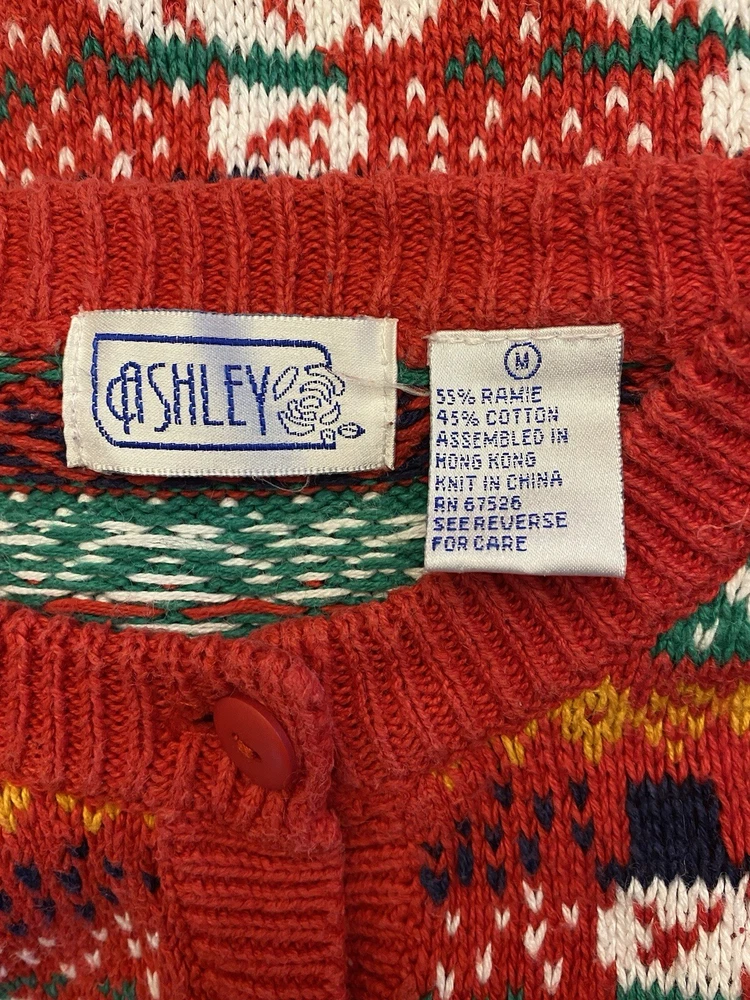 ASHLEY
M
55% RAMIE
45% COTTON
ASSEMBLED IN
HONG KONG
KNIT IN CHINA
RN 67526
SEE REVERSE
FOR CARE